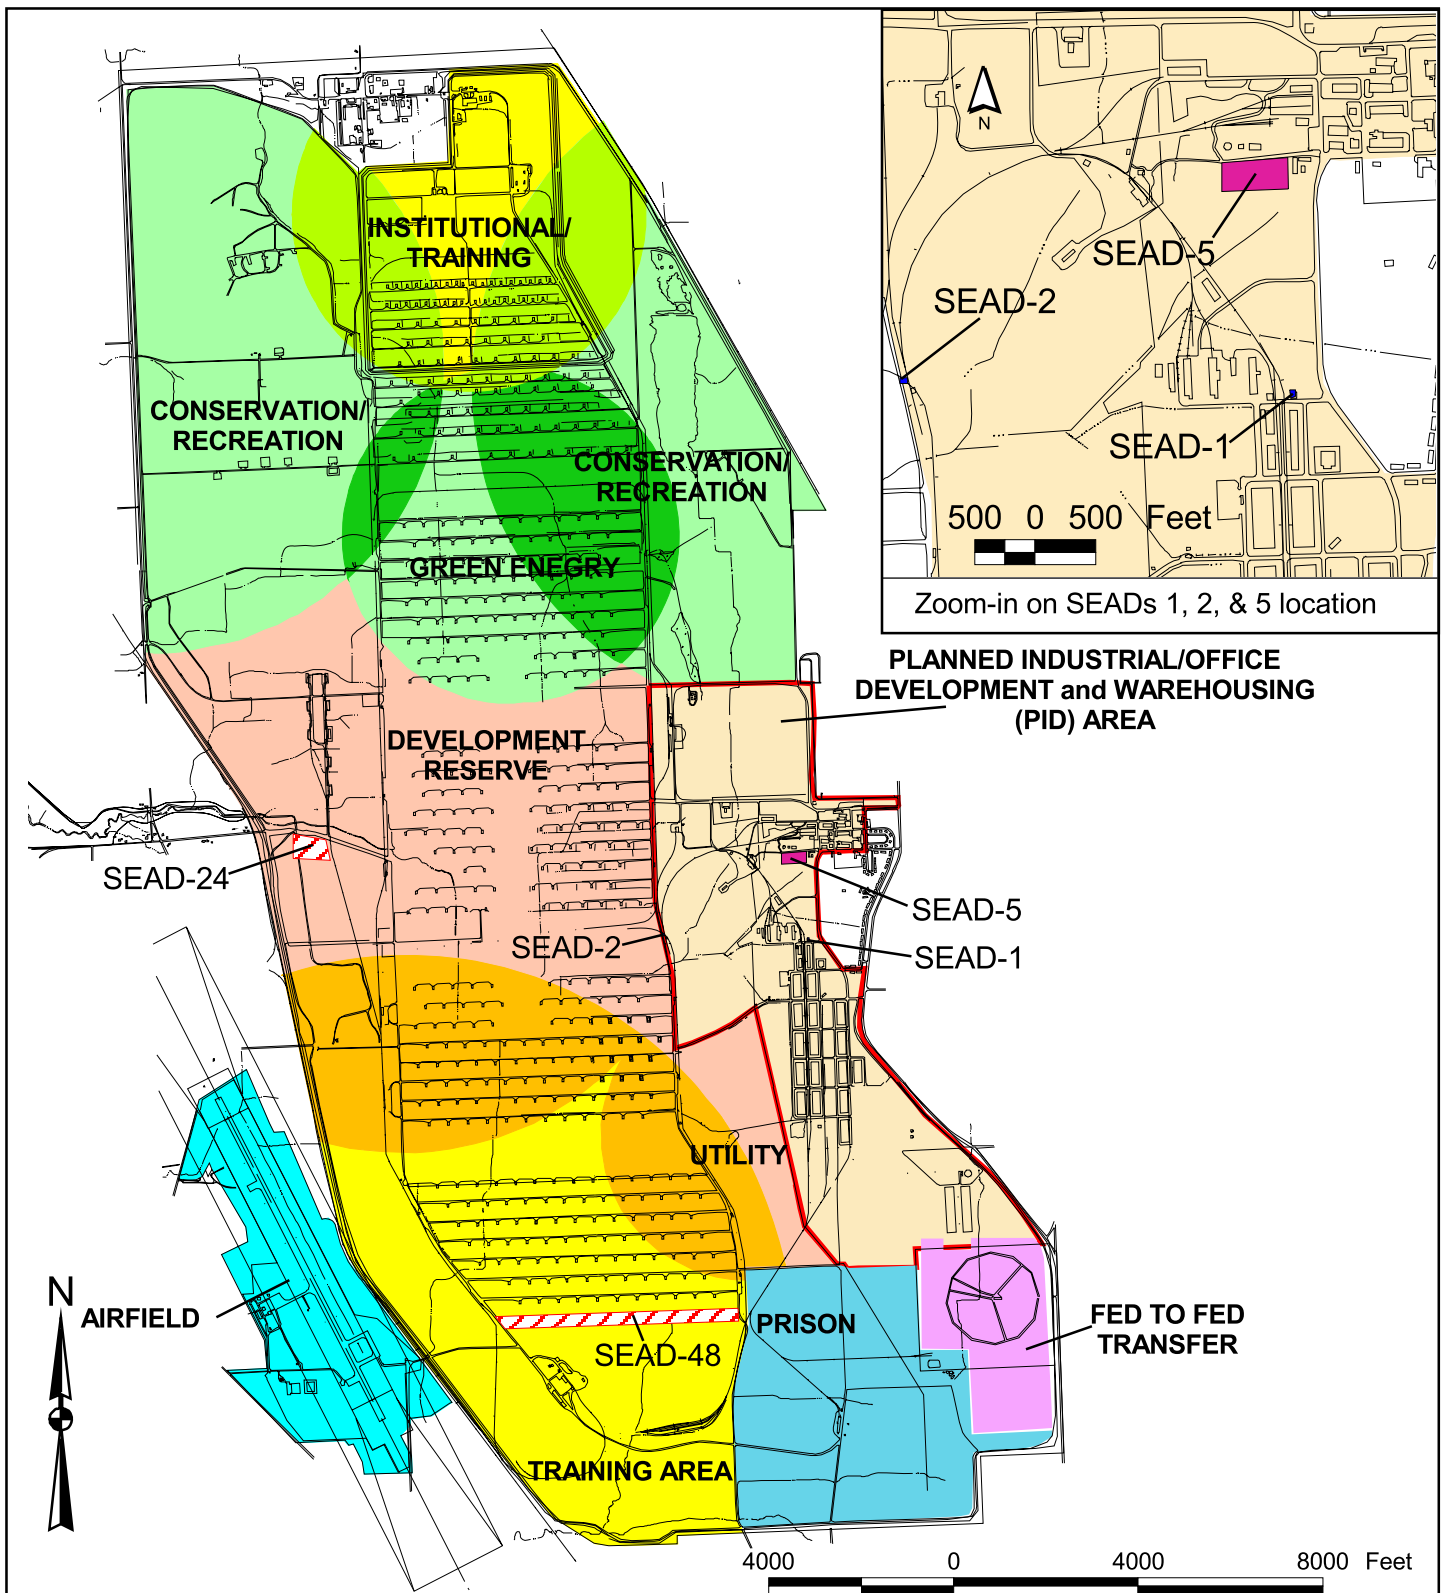 N
SEAD-5
SEAD-2
SEAD-1
500 0 500 Feet
Zoom-in on SEADs 1, 2, & 5 location
INSTITUTIONAL/
TRAINING
CONSERVATION/
RECREATION
CONSERVATION/
RECREATION
GREEN ENEGRY
PLANNED INDUSTRIAL/OFFICE
DEVELOPMENT and WAREHOUSING
(PID) AREA
DEVELOPMENT
RESERVE
SEAD-24
SEAD-5
SEAD-2
SEAD-1
UTILITY
N
AIRFIELD
PRISON
FED TO FED
TRANSFER
SEAD-48
TRAINING AREA
4000 0 4000 8000 Feet